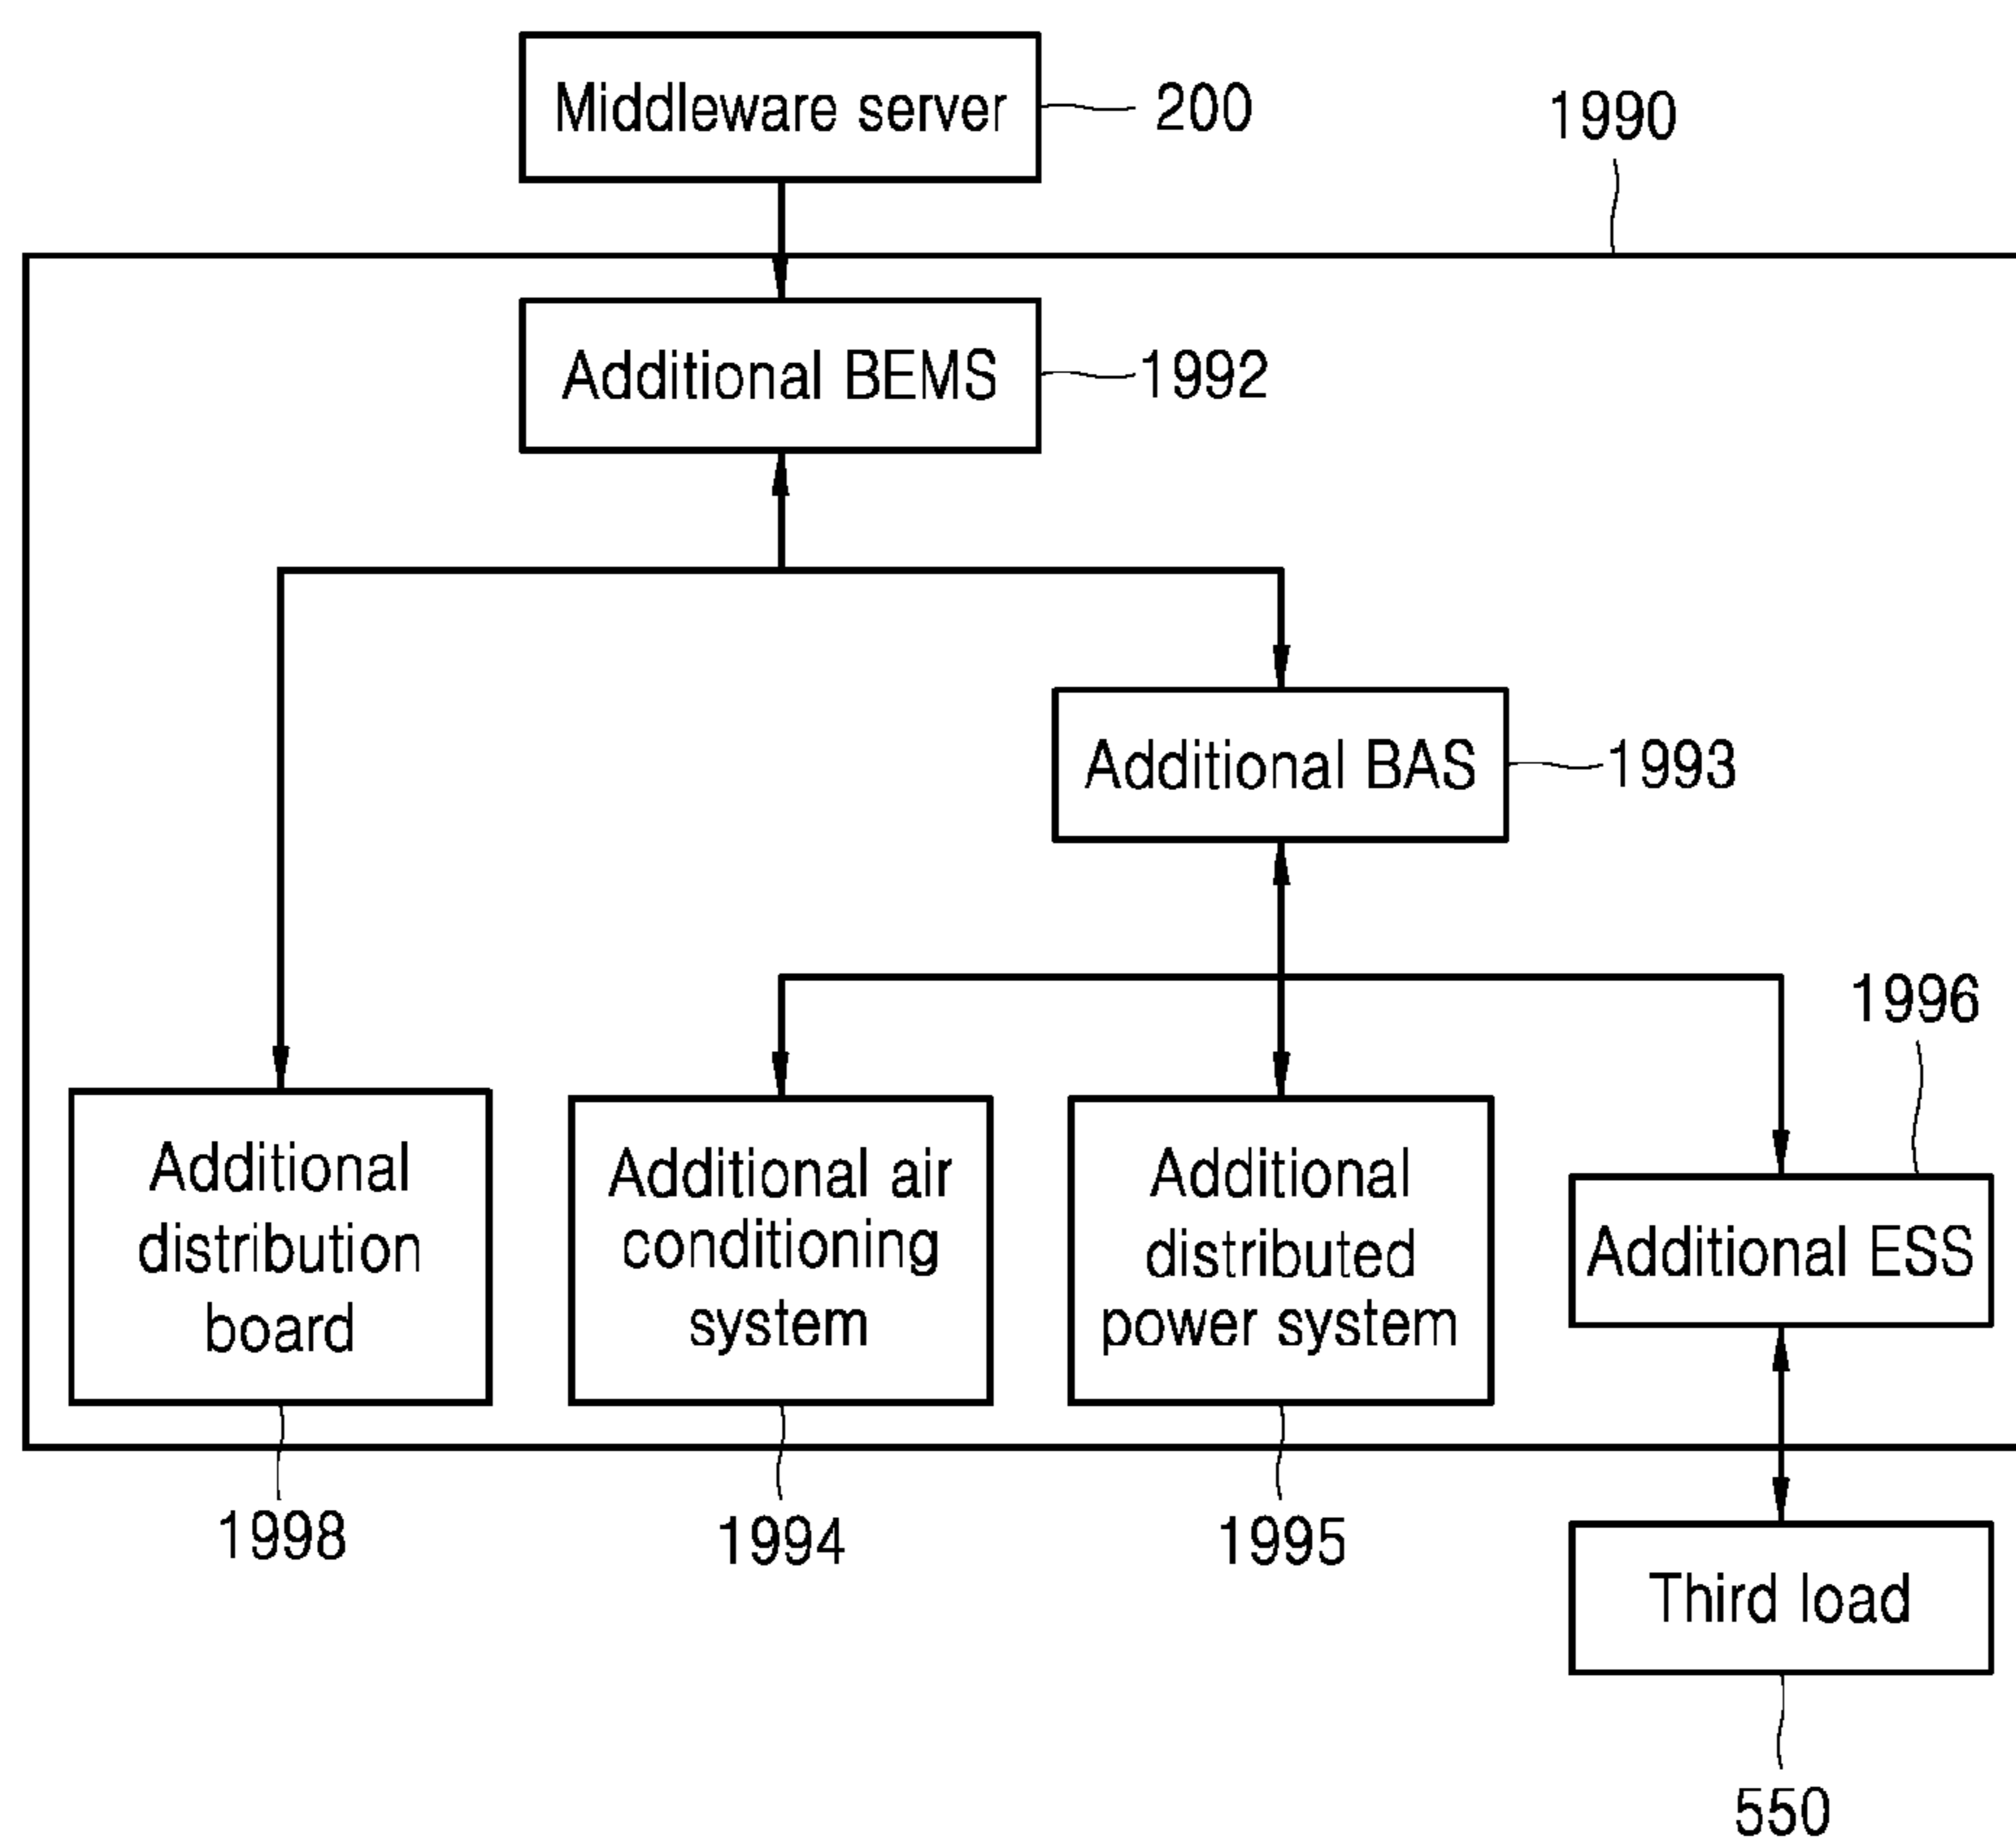 Middleware server
200
1990
Additional BEMS
1992
Additional BAS
1993
1996
Additional
distribution
board
Additional air
conditioning
system
Additional
distributed
power system
Additional ESS
1998
1994
1995
Third load
550